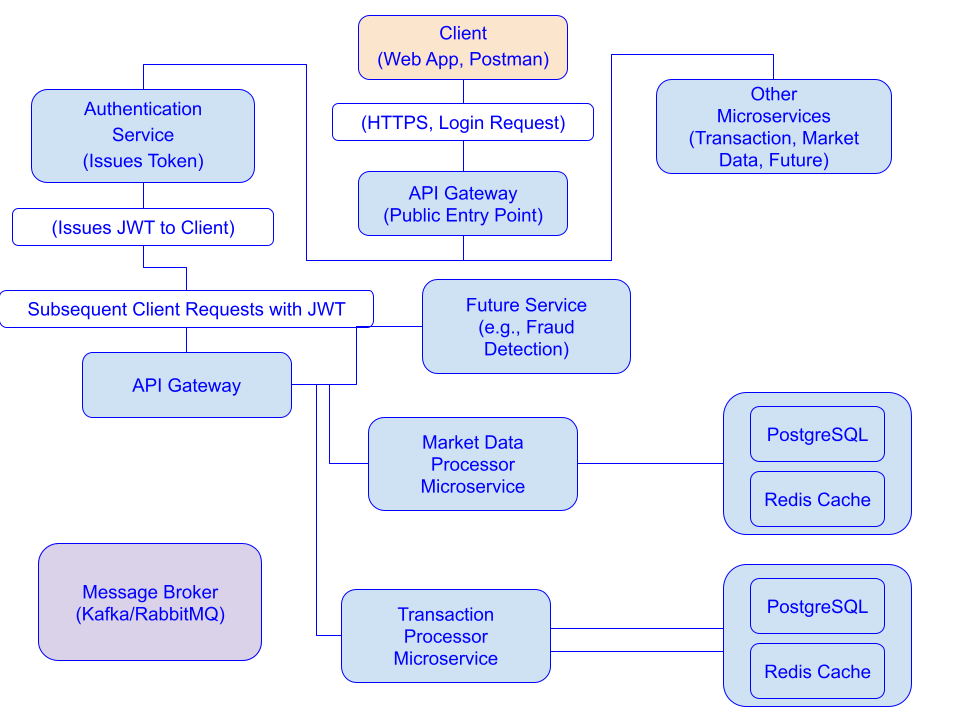 Client
(Web App, Postman)
Authentication
Service
(Issues Token)
(HTTPS, Login Request)
Other
Microservices
(Transaction, Market
Data, Future)
API Gateway
(Public Entry Point)
(Issues JWT to Client)
Subsequent Client Requests with JWT
Future Service
(e.g., Fraud
Detection)
API Gateway
Market Data
Processor
Microservice
PostgreSQL
Redis Cache
Message Broker
(Kafka/RabbitMQ)
Transaction
Processor
Microservice
PostgreSQL
Redis Cache